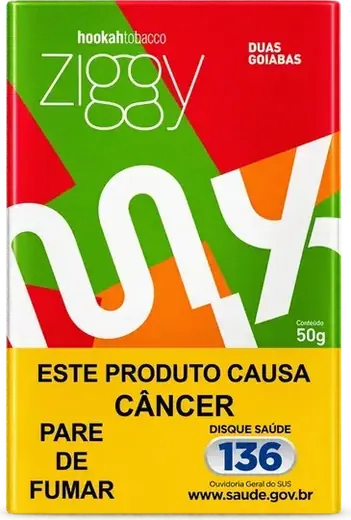 hookahtobacco
ziggy
DUAS
GOIABAS
my
Conteúdo
50g
ESTE PRODUTO CAUSA
CÂNCER
PARE
DE
FUMAR
DISQUE SAÚDE
136
Ouvidoria Geral do SUS
www.saude.gov.br